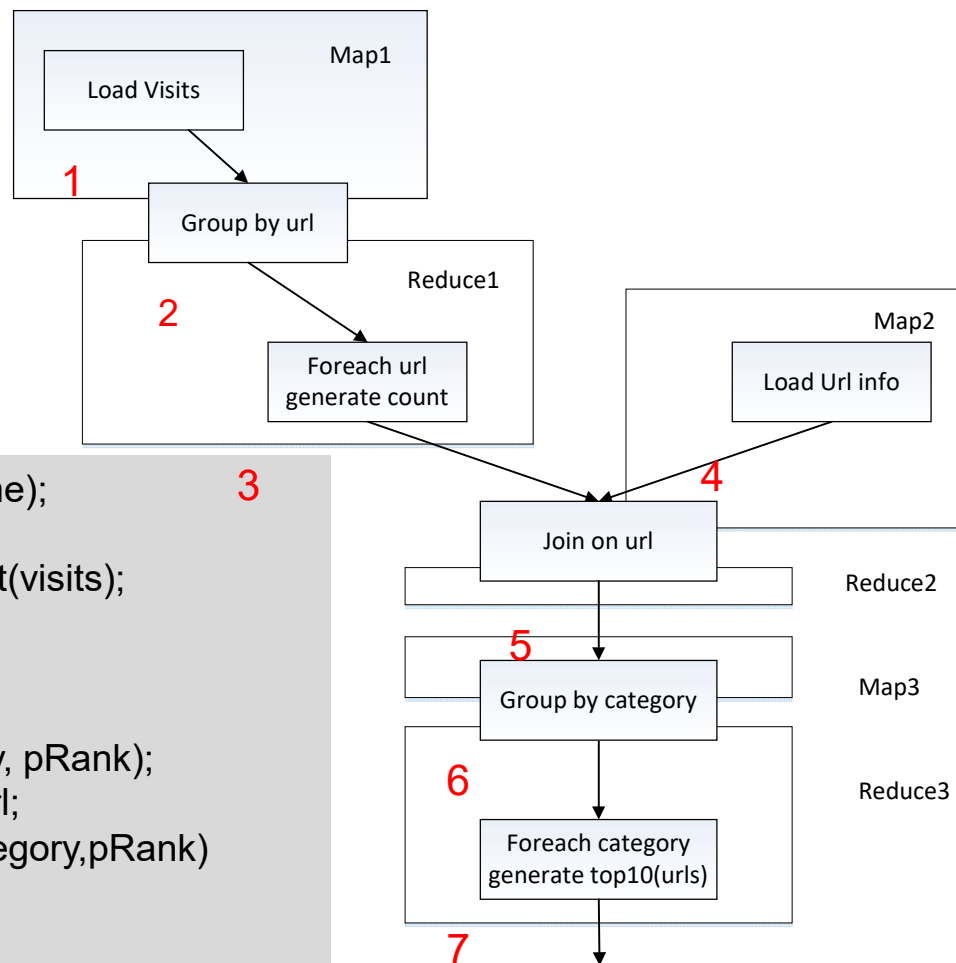 Map1
Load Visits
1
Group by url
Reduce1
2
Map2
Foreach url
generate count
Load Url info
3
4
ne);
Join on url
t(visits);
Reduce2
5
Map3
Group by category
, pRank);
6
Reduce3
l;
egory,pRank)
Foreach category
generate top10(urls)
7